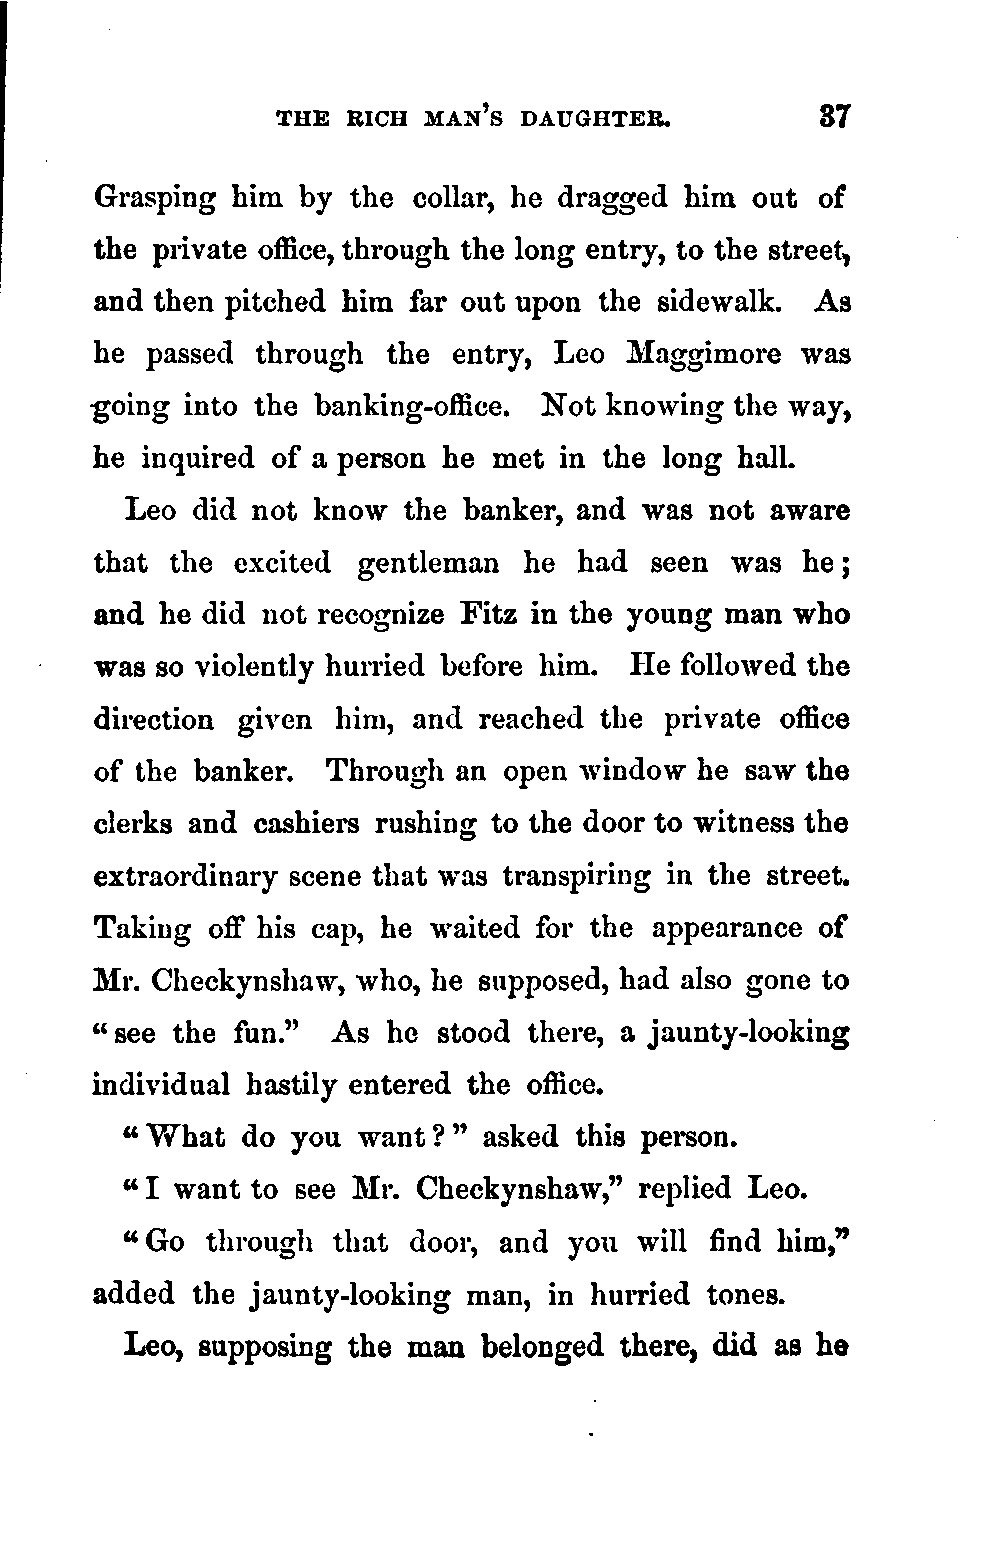 THE RICH MAN'S DAUGHTER. 37
Grasping him by the collar, he dragged him out of
the private office, through the long entry, to the street,
and then pitched him far out upon the sidewalk. As
he passed through the entry, Leo Maggimore was
going into the banking-office. Not knowing the way,
he inquired of a person he met in the long hall.
Leo did not know the banker, and was not aware
that the excited gentleman he had seen was he;
and he did not recognize Fitz in the young man who
was so violently hurried before him. He followed the
direction given him, and reached the private office
of the banker. Through an open window he saw the
clerks and cashiers rushing to the door to witness the
extraordinary scene that was transpiring in the street.
Taking off his cap, he waited for the appearance of
Mr. Checkynshaw, who, he supposed, had also gone to
“see the fun.” As he stood there, a jaunty-looking
individual hastily entered the office.
“What do you want?” asked this person.
“I want to see Mr. Checkynshaw,” replied Leo.
“Go through that door, and you will find him,”
added the jaunty-looking man, in hurried tones.
Leo, supposing the man belonged there, did as he